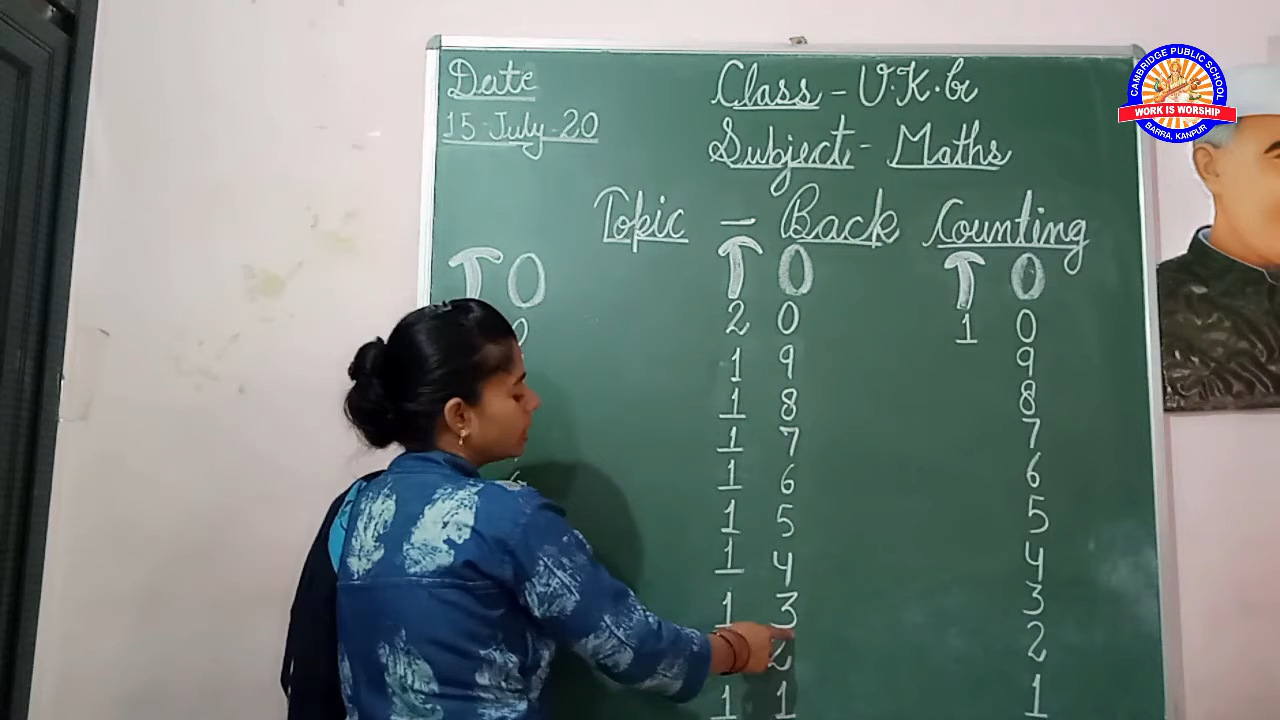 Date
15-July-20
Class - U.K.G
Subject - Maths
Topic - Back Counting
T O T O T O
2 0 1 0
1 9 9
1 8 8
1 7 7
1 6 6
1 5 5
1 4 4
1 3 3
2 2
1 1 1
CAMBRIDGE PUBLIC SCHOOL
WORK IS WORSHIP
BARRA, KANPUR